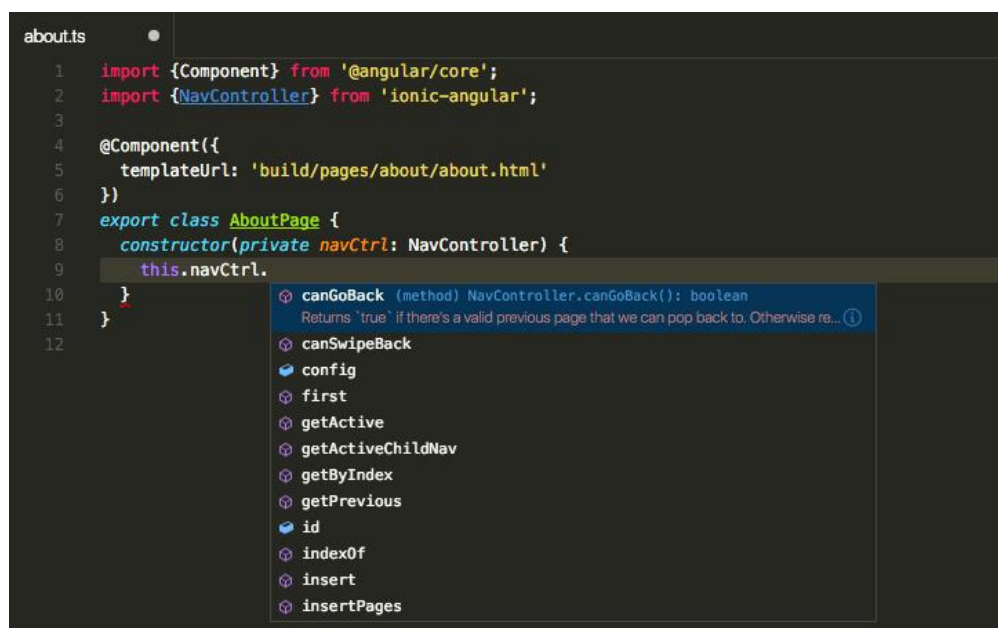 about.ts
1 import {Component} from '@angular/core';
2 import {NavController} from 'ionic-angular';
3
4 @Component({
5   templateUrl: 'build/pages/about/about.html'
6 })
7 export class AboutPage {
8   constructor(private navCtrl: NavController) {
9     this.navCtrl.
10   }
11 }
12
canGoBack (method) NavController.canGoBack(): boolean
Returns `true` if there's a valid previous page that we can pop back to. Otherwise re...
canSwipeBack
config
first
getActive
getActiveChildNav
getByIndex
getPrevious
id
indexOf
insert
insertPages